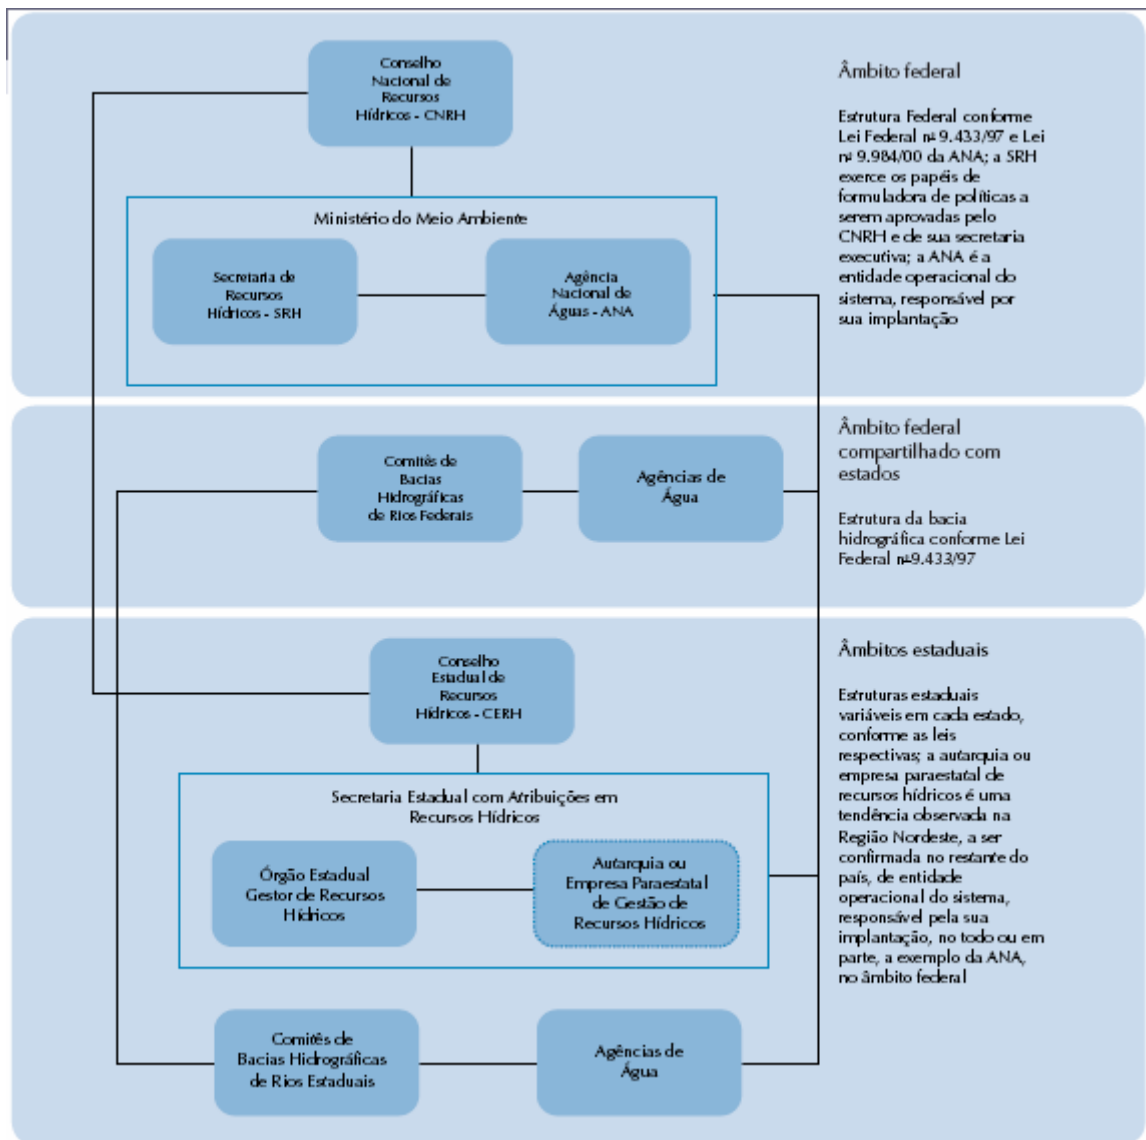 Conselho
Nacional de
Recursos
Hídricos - CNRH
Âmbito federal
Estrutura Federal conforme
Lei Federal nº 9.433/97 e Lei
nº 9.984/00 da ANA; a SRH
exerce os papéis de
formuladora de políticas a
serem aprovadas pelo
CNRH e de sua secretaria
executiva; a ANA é a
entidade operacional do
sistema, responsável por
sua implantação
Ministério do Meio Ambiente
Secretaria de
Recursos
Hídricos - SRH
Agência
Nacional de
Águas - ANA
Âmbito federal
compartilhado com
estados
Estrutura da bacia
hidrográfica conforme Lei
Federal nº9.433/97
Comitês de
Bacias
Hidrográficas
de Rios Federais
Agências de
Água
Âmbitos estaduais
Estruturas estaduais
variáveis em cada estado,
conforme as leis
respectivas; a autarquia ou
empresa paraestatal de
recursos hídricos é uma
tendência observada na
Região Nordeste, a ser
confirmada no restante do
país, de entidade
operacional do sistema,
responsável pela sua
implantação, no todo ou em
parte, a exemplo da ANA,
no âmbito federal
Conselho
Estadual de
Recursos
Hídricos - CERH
Secretaria Estadual com Atribuições em
Recursos Hídricos
Órgão Estadual
Gestor de Recursos
Hídricos
Autarquia ou
Empresa Paraestatal
de Gestão de
Recursos Hídricos
Comitês de
Bacias Hidrográficas
de Rios Estaduais
Agências de
Água